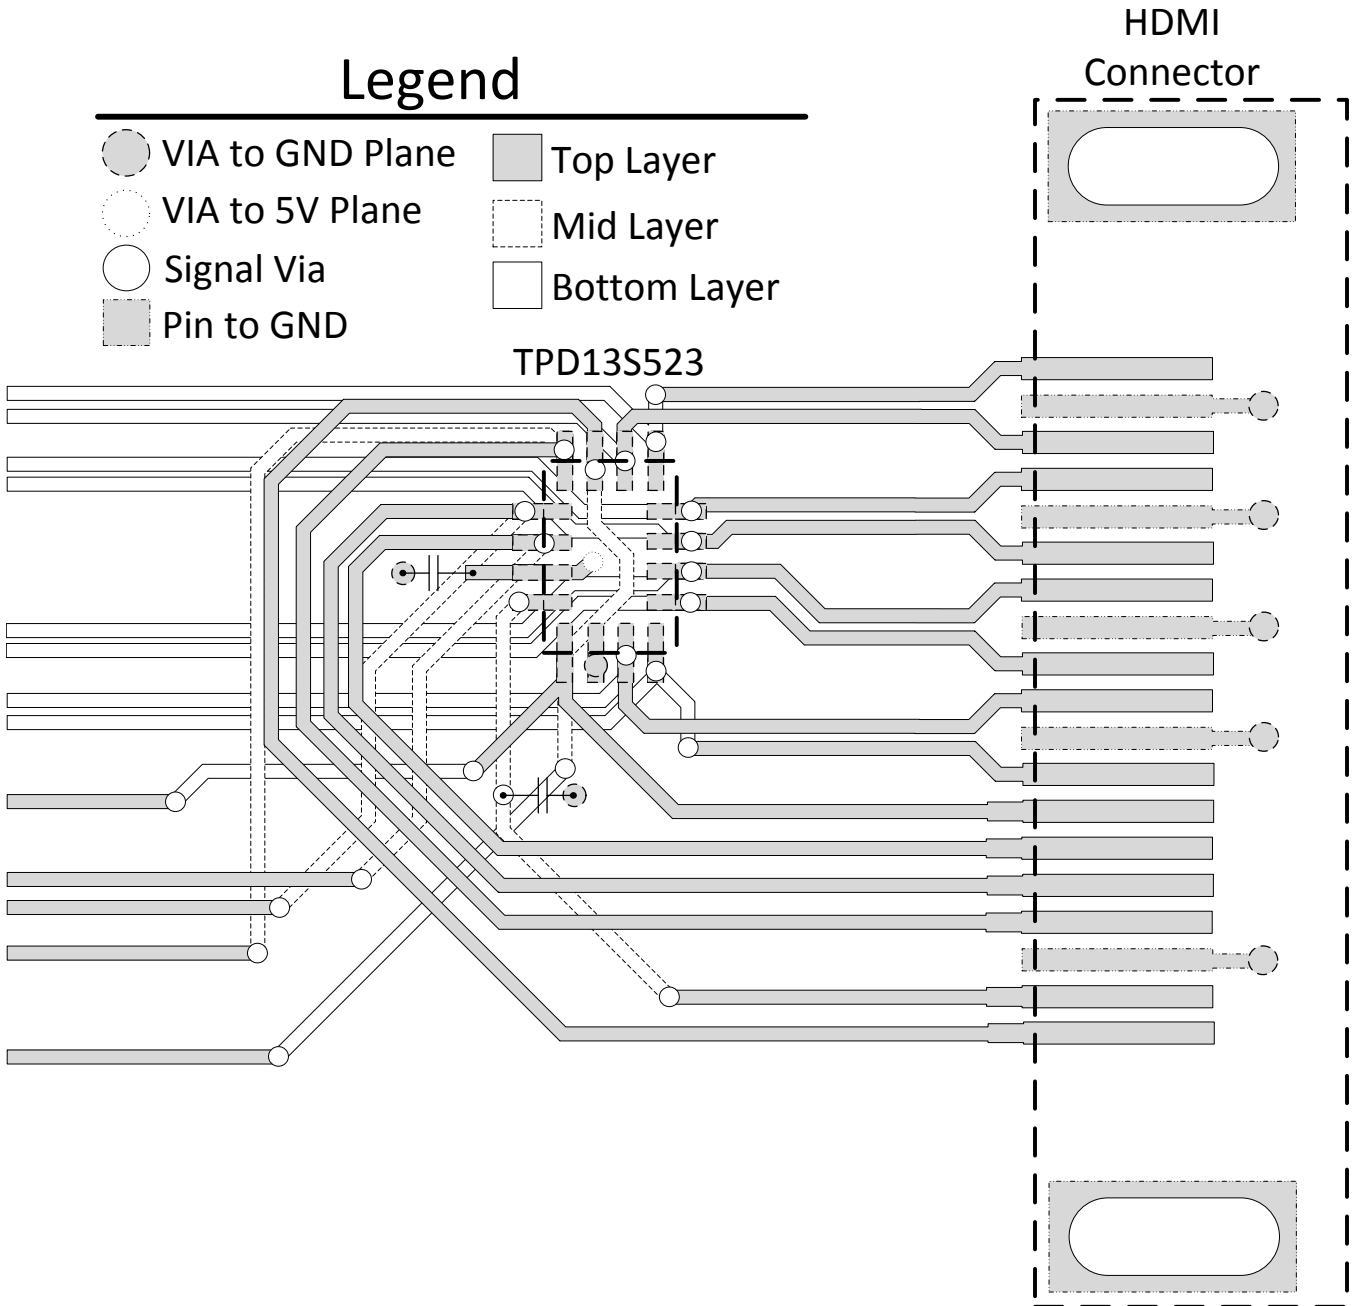 HDMI
Connector
Legend
VIA to GND Plane
Top Layer
VIA to 5V Plane
Mid Layer
Signal Via
Bottom Layer
Pin to GND
TPD13S523